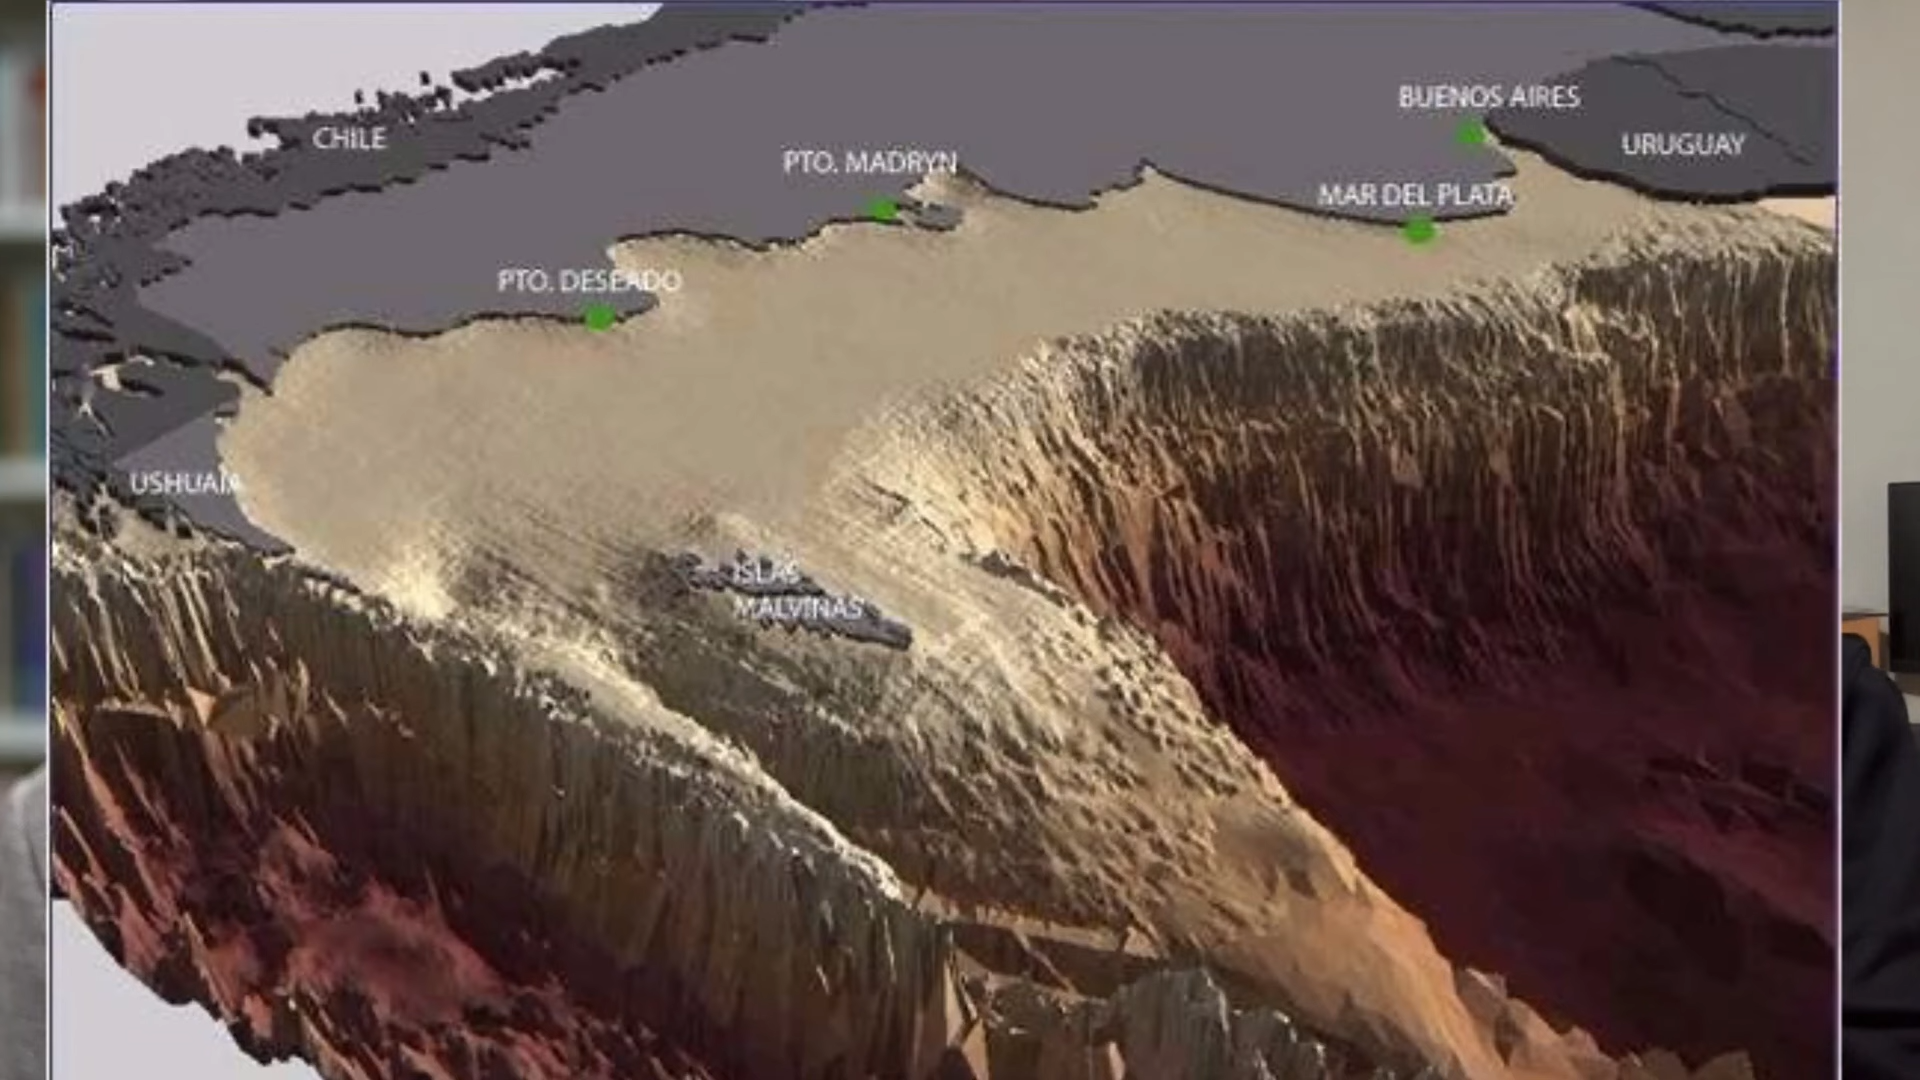 CHILE
BUENOS AIRES
URUGUAY
PTO. MADRYN
MAR DEL PLATA
PTO. DESEADO
USHUAIA
ISLAS
MALVINAS